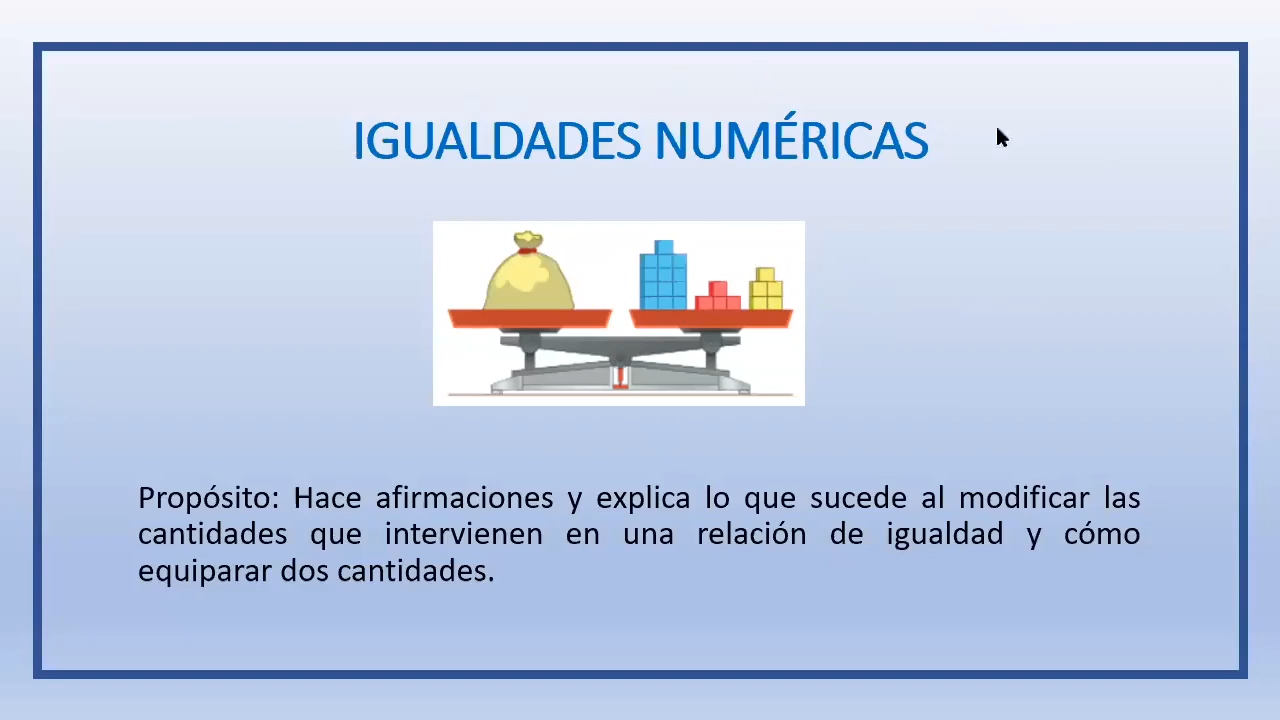 IGUALDADES NUMÉRICAS
Propósito: Hace afirmaciones y explica lo que sucede al modificar las
cantidades que intervienen en una relación de igualdad y cómo
equiparar dos cantidades.